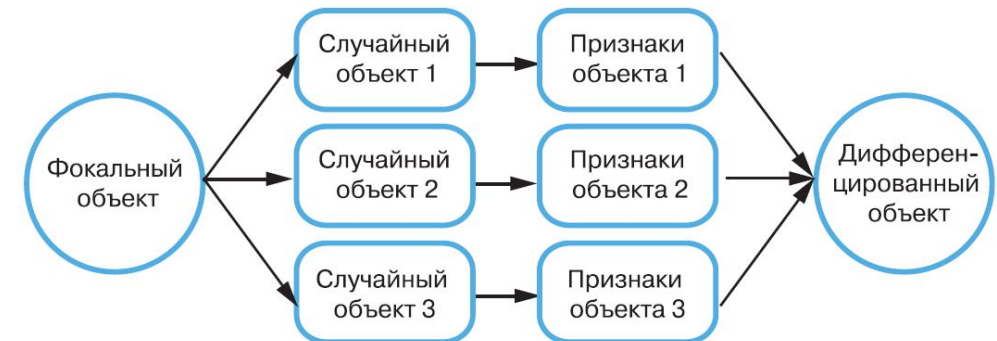 Фокальный
объект
Случайный
объект 1
Признаки
объекта 1
Случайный
объект 2
Признаки
объекта 2
Случайный
объект 3
Признаки
объекта 3
Дифферен-
цированный
объект